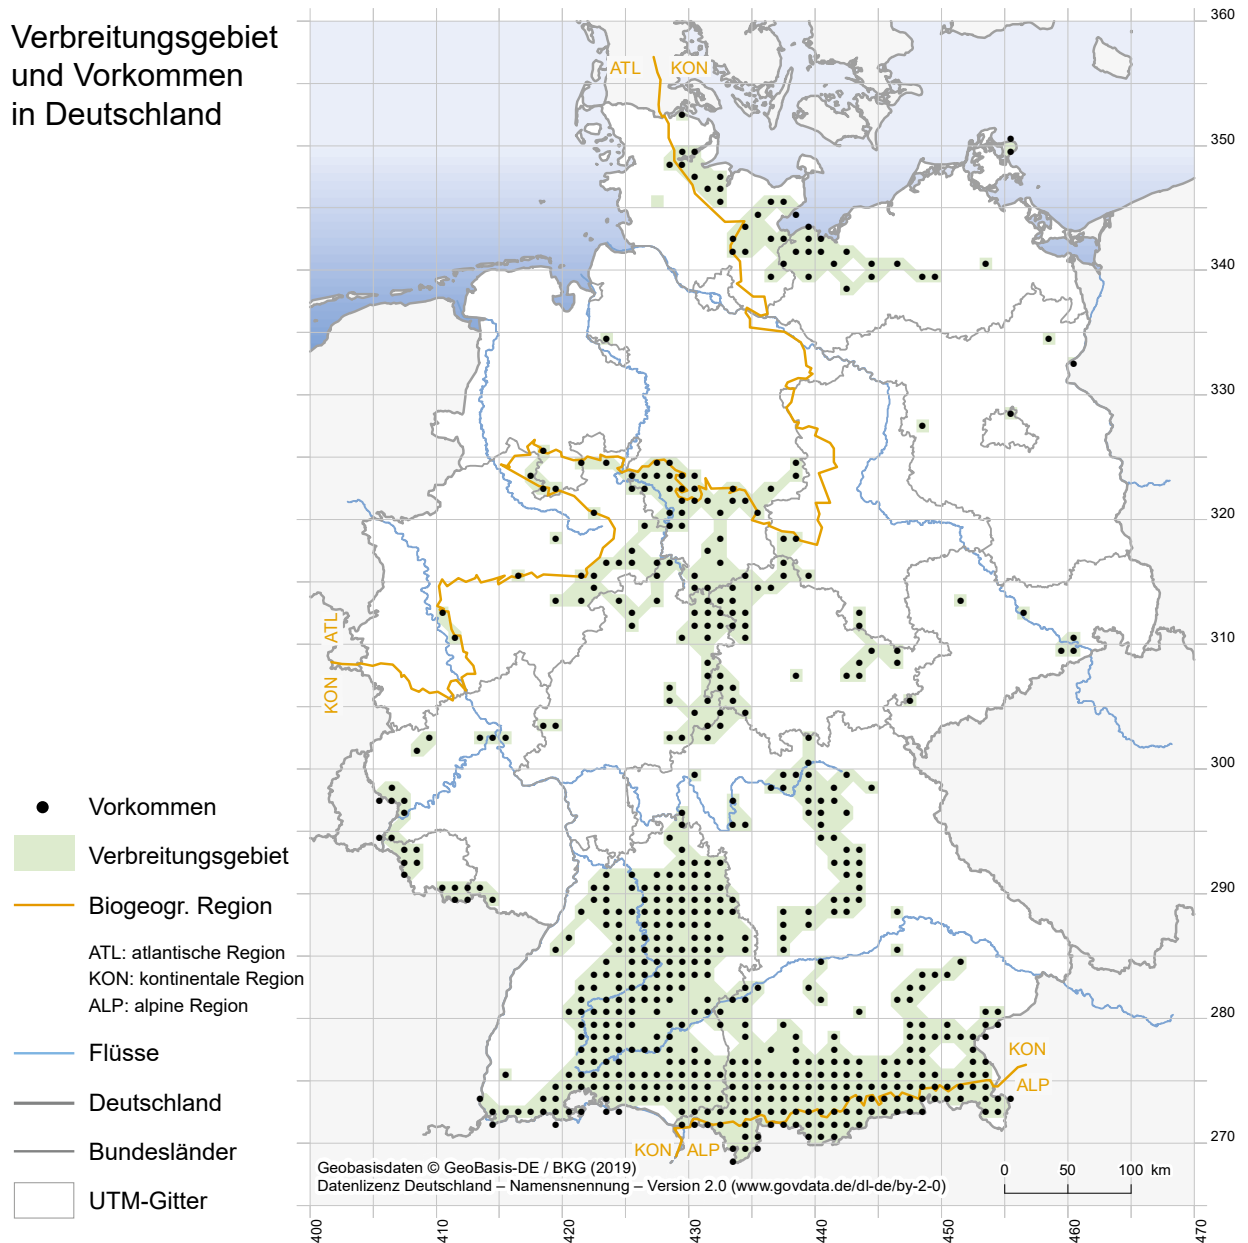 Verbreitungsgebiet
und Vorkommen
in Deutschland
ATL KON
360
350
340
330
320
310
300
290
280
270
ATL
KON
Vorkommen
Verbreitungsgebiet
Biogeogr. Region
ATL: atlantische Region
KON: kontinentale Region
ALP: alpine Region
Flüsse
Deutschland
Bundesländer
UTM-Gitter
KON
ALP
KON ALP
Geobasisdaten © GeoBasis-DE / BKG (2019)
Datenlizenz Deutschland – Namensnennung – Version 2.0 (www.govdata.de/dl-de/by-2-0)
0 50 100 km
400 410 420 430 440 450 460 470